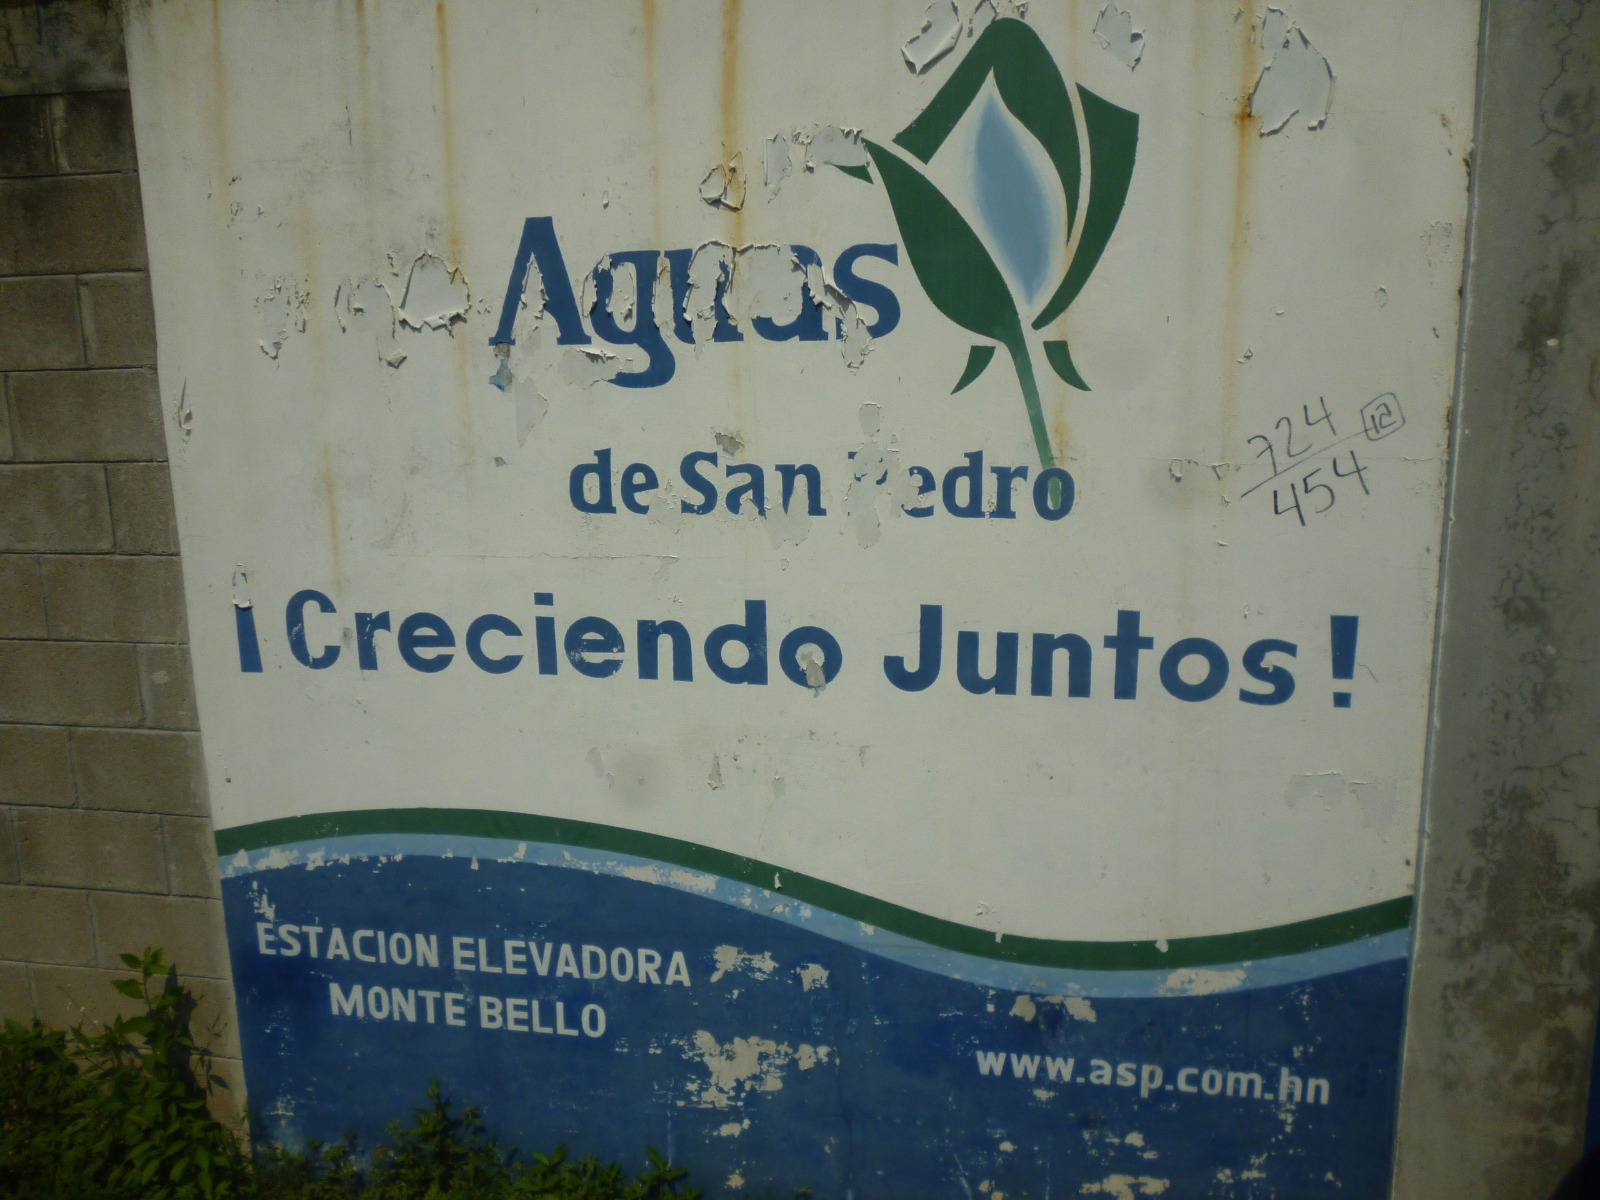 Aguas
de San Pedro
724 12
454
¡Creciendo Juntos!
ESTACION ELEVADORA
MONTE BELLO
www.asp.com.hn